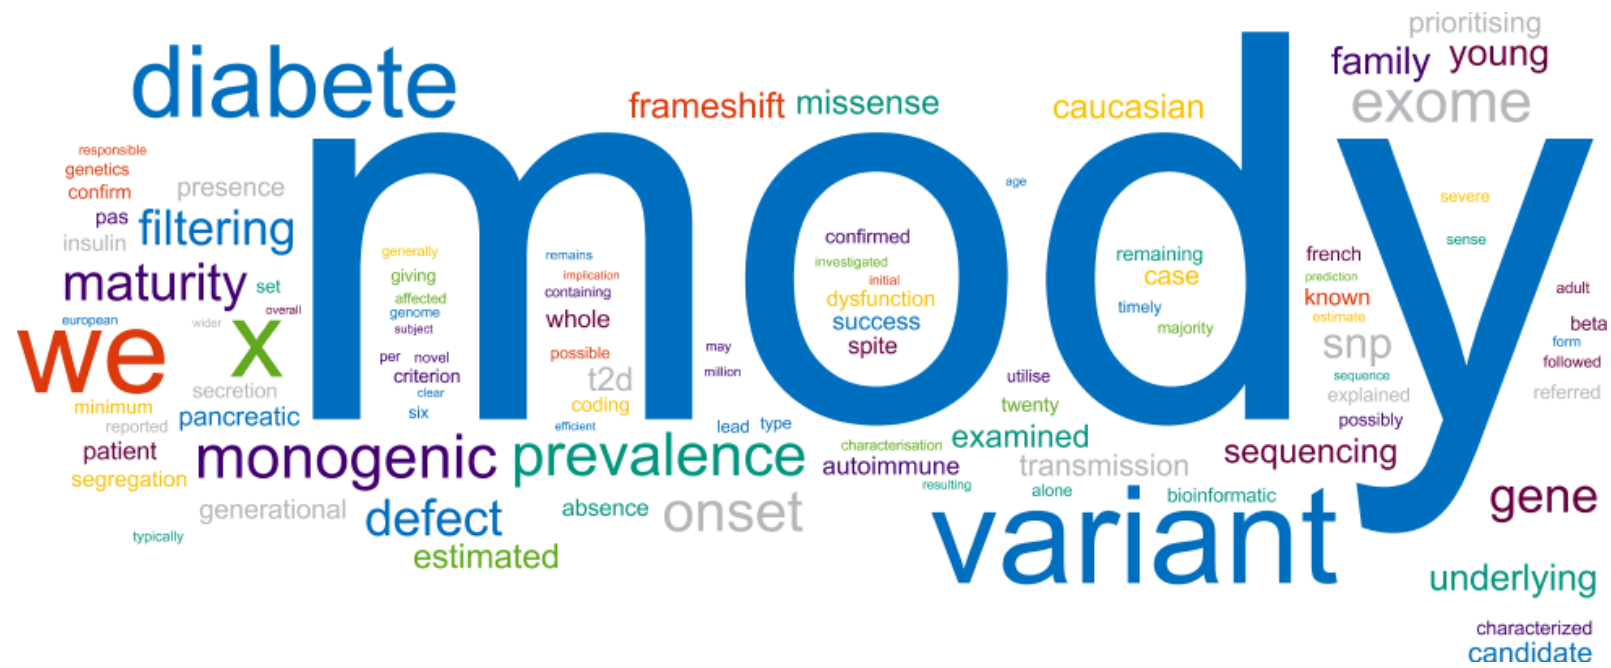 prioritising
diabete
family young
frameshift missense
caucasian
exome
mody
responsible
genetics
confirm
presence
pas
filtering
insulin
maturity set
overall
european
wider
we
x
secretion
minimum
pancreatic
reported
patient
segregation
generally
giving
affected
genome
subject
per novel
criterion
clear
six
remains
implication
containing
whole
possible
t2d
coding
efficient
may
million
lead type
confirmed
investigated
initial
dysfunction
success
spite
age
remaining
case
timely
majority
utilise
twenty
severe
sense
french
prediction
known
estimate
snp
sequence
explained
possibly
adult
beta
form
followed
referred
monogenic
prevalence
characterisation
examined
autoimmune
transmission
sequencing
resulting
alone
bioinformatic
generational
defect
absence
onset
variant
gene
typically
estimated
underlying
characterized
candidate